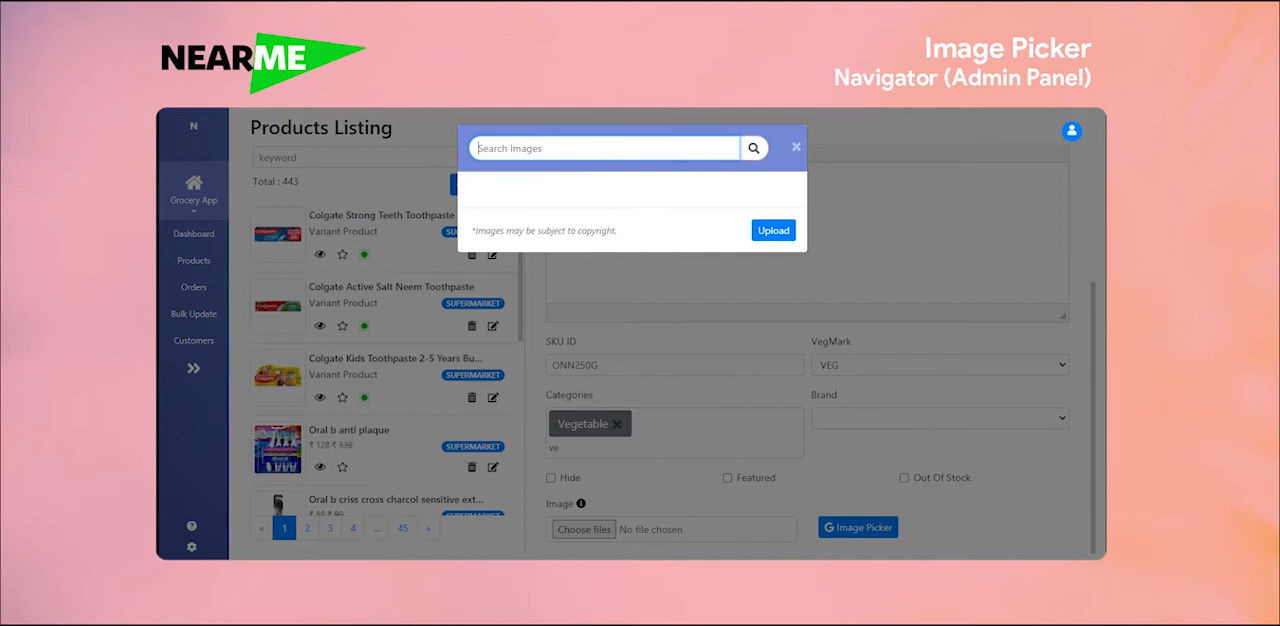 NEARME
Image Picker
Navigator (Admin Panel)
N
Grocery App
Dashboard
Products
Orders
Bulk Update
Customers
Products Listing
keyword
Total : 443
Colgate Strong Teeth Toothpaste
Variant Product
Colgate Active Salt Neem Toothpaste
Variant Product
SUPERMARKET
Colgate Kids Toothpaste 2-5 Years Bu...
Variant Product
SUPERMARKET
Oral b anti plaque
₹ 128 ₹ 130
SUPERMARKET
Oral b criss cross charcol sensitive ext...
SUPERMARKET
« 1 2 3 4 ... 45 »
Search Images
×
*Images may be subject to copyright.
Upload
SKU ID
ONN250G
VegMark
VEG
Categories
Vegetable ×
ve
Brand
Hide
Featured
Out Of Stock
Image
Choose files No file chosen
G Image Picker